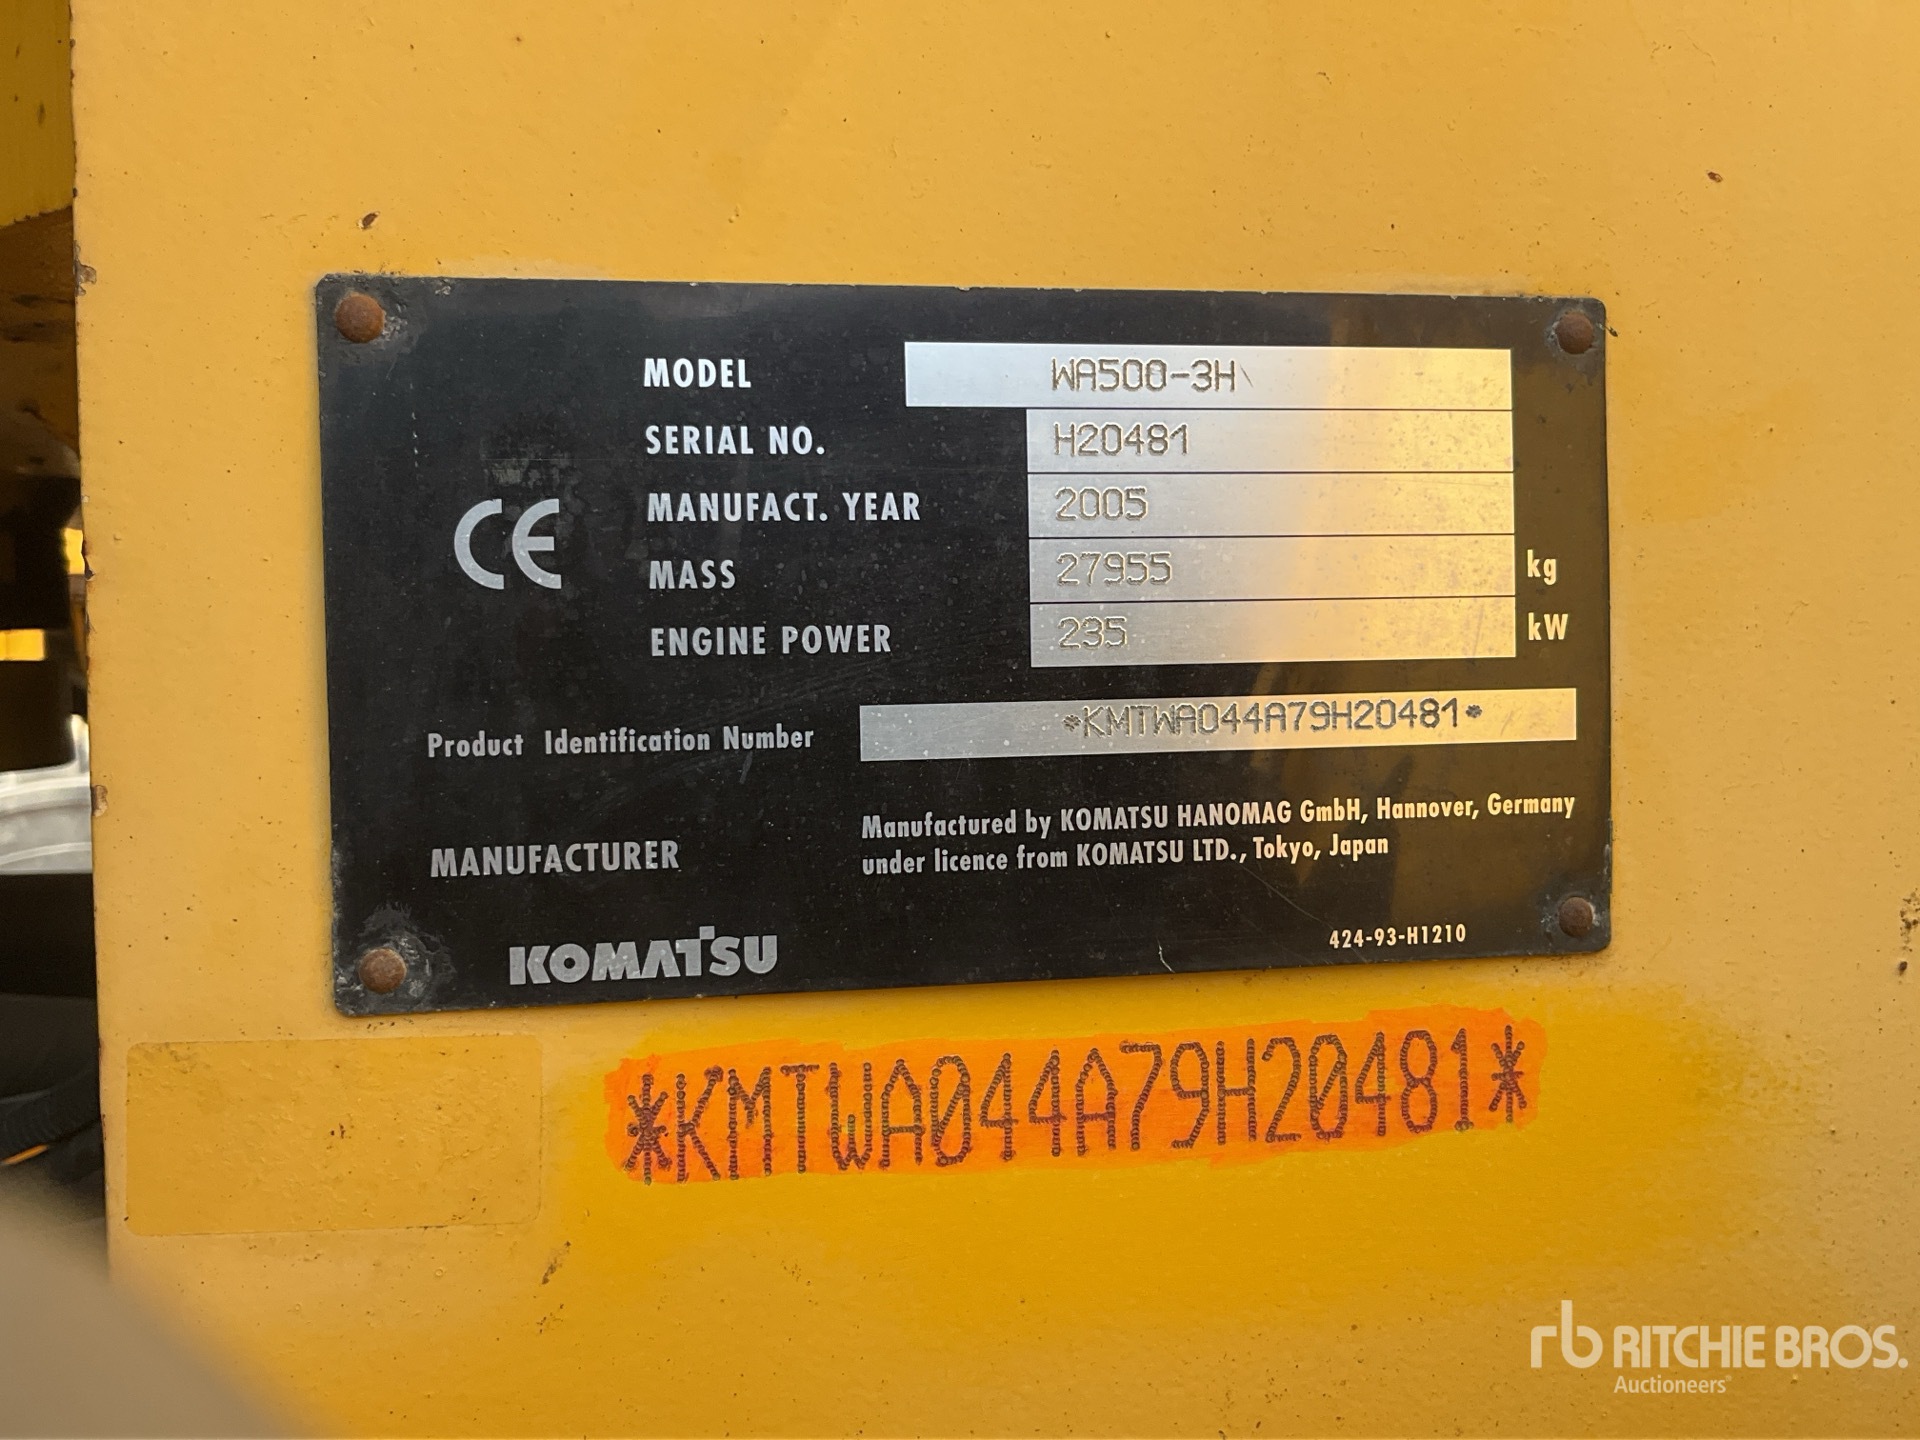 MODEL WA500-3H
SERIAL NO. H20481
MANUFACT. YEAR 2005
MASS 27955 kg
ENGINE POWER 235 kW
CE
Product Identification Number *KMTWA044A79H20481*
MANUFACTURER
Manufactured by KOMATSU HANOMAG GmbH, Hannover, Germany
under licence from KOMATSU LTD., Tokyo, Japan
KOMATSU
424-93-H1210
*KMTWA044A79H20481*
rb RITCHIE BROS.
Auctioneers